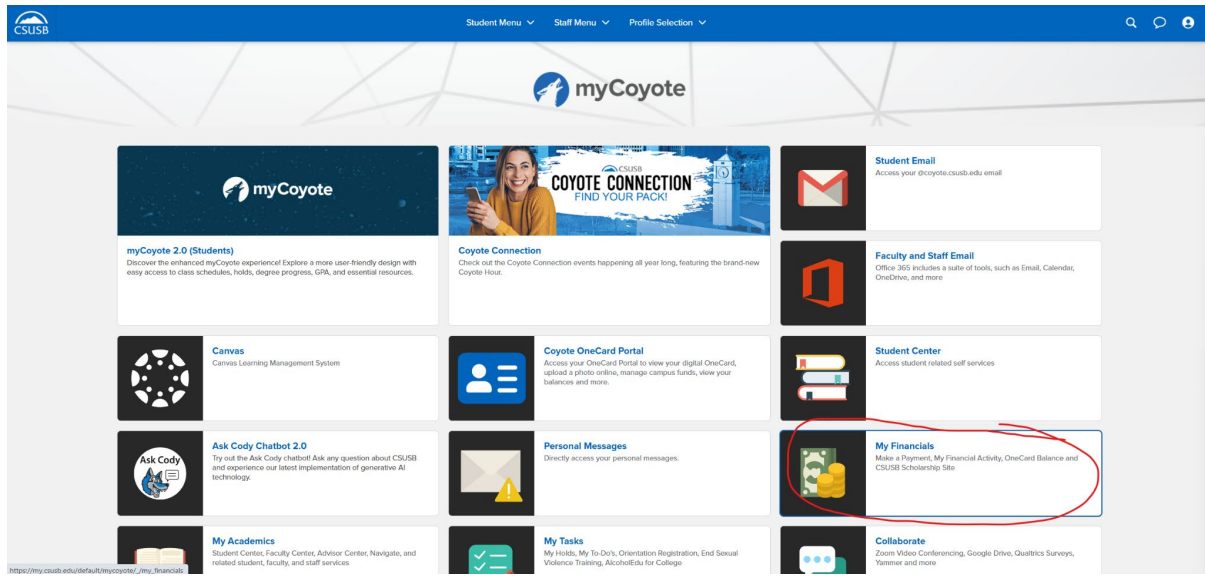 CSUSB
Student Menu
Staff Menu
Profile Selection
myCoyote
myCoyote
myCoyote 2.0 (Students)
Discover the enhanced myCoyote experience! Explore a more user-friendly design with
easy access to class schedules, holds, degree progress, GPA, and essential resources.
CSUSB
COYOTE CONNECTION
FIND YOUR PACK!
Coyote Connection
Check out the Coyote Connection events happening all year long, featuring the brand-new
Coyote Hour.
Student Email
Access your @coyote.csusb.edu email
Faculty and Staff Email
Office 365 includes a suite of tools, such as Email, Calendar,
OneDrive, and more
Canvas
Canvas Learning Management System
Coyote OneCard Portal
Access your OneCard Portal to view your digital OneCard,
upload a photo online, manage campus funds, view your
balances and more.
Student Center
Access student related self services
Ask Cody
Ask Cody Chatbot 2.0
Try out the Ask Cody chatbot! Ask any question about CSUSB
and experience our latest implementation of generative AI
technology.
Personal Messages
Directly access your personal messages.
My Financials
Make a Payment, My Financial Activity, OneCard Balance and
CSUSB Scholarship Site
My Academics
Student Center, Faculty Center, Advisor Center, Navigate, and
related student, faculty, and staff services
My Tasks
My Holds, My To-Do's, Orientation Registration, End Sexual
Violence Training, AlcoholEdu for College
Collaborate
Zoom Video Conferencing, Google Drive, Qualtrics Surveys,
Yammer and more
https://my.csusb.edu/default/mycoyote/_/my_financials